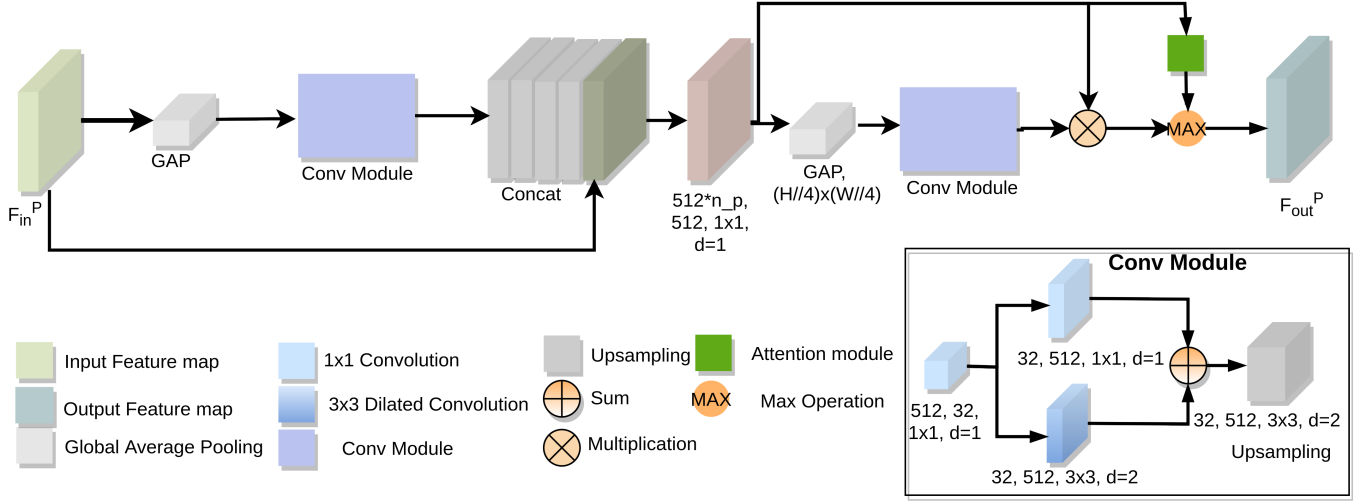 F_in^P
GAP
Conv Module
Concat
512*n_p,
512, 1x1,
d=1
GAP,
(H//4)x(W//4)
Conv Module
MAX
F_out^P
Conv Module
512, 32,
1x1, d=1
32, 512, 1x1, d=1
32, 512, 3x3, d=2
32, 512, 3x3, d=2
Upsampling
Input Feature map
Output Feature map
Global Average Pooling
1x1 Convolution
3x3 Dilated Convolution
Conv Module
Upsampling
Sum
Multiplication
Attention module
MAX
Max Operation